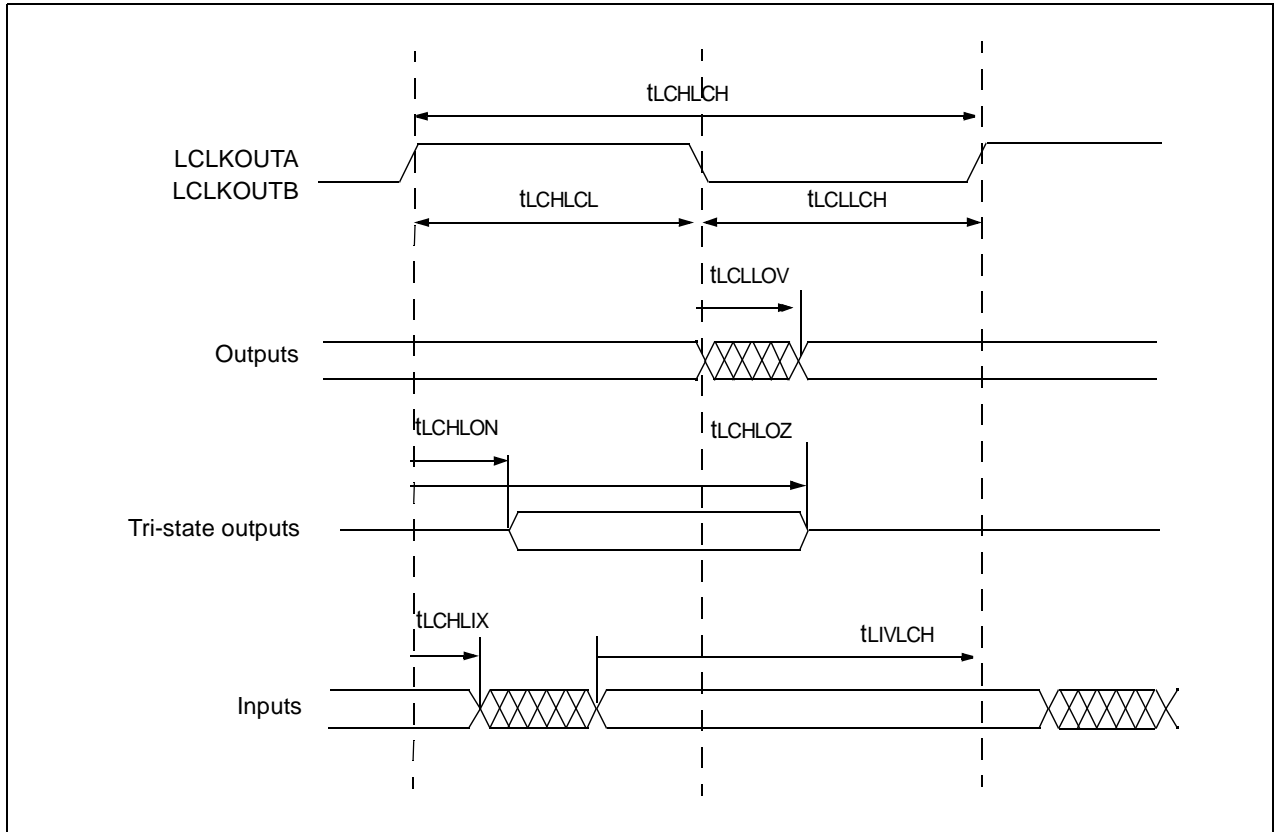 tLCHLCH
LCLKOUTA
LCLKOUTB
tLCHLCL
tLCLLCH
tLCLLOV
Outputs
tLCHLON
tLCHLOZ
Tri-state outputs
tLCHLIX
tLIVLCH
Inputs